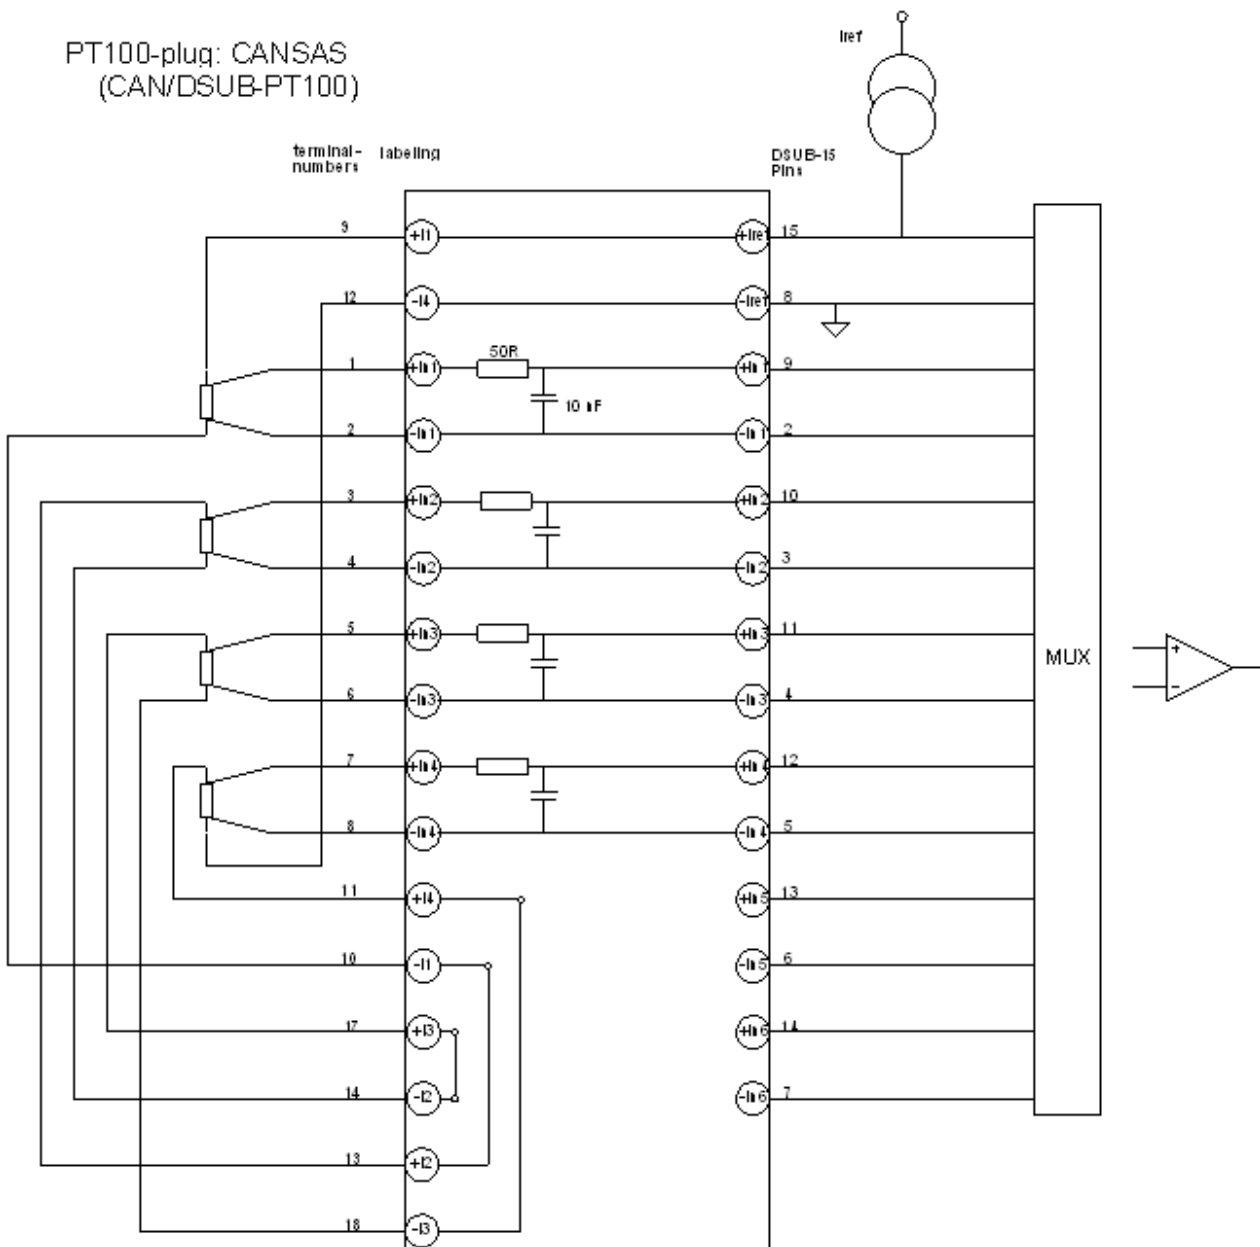 PT100-plug: CANSAS
(CAN/DSUB-PT100)
Iref
terminal-
numbers
labeling
DSUB-15
Pins
9 +I1 +Iref 15
12 -I4 -Iref 8
1 +In1 50R +In1 9
10 nF
2 -In1 -In1 2
3 +In2 +In2 10
4 -In2 -In2 3
5 +In3 +In3 11
MUX
+
-
6 -In3 -In3 4
7 +In4 +In4 12
8 -In4 -In4 5
11 +I4 +In5 13
10 -I1 -In5 6
17 +I3 +In6 14
14 -I2 -In6 7
13 +I2
18 -I3